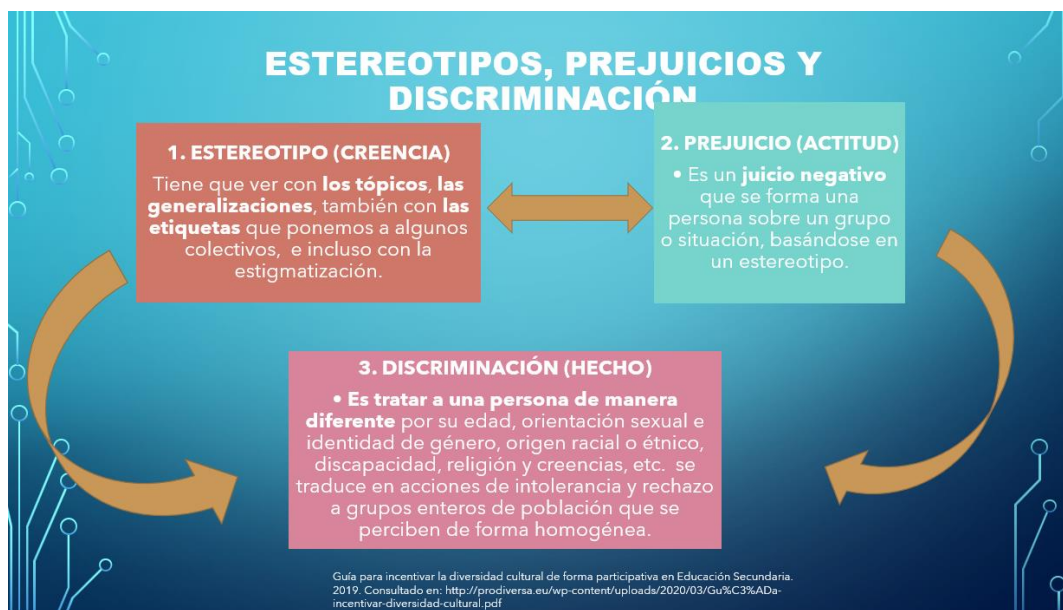 ESTEREOTIPOS, PREJUICIOS Y
DISCRIMINACIÓN
1. ESTEREOTIPO (CREENCIA)
Tiene que ver con los tópicos, las
generalizaciones, también con las
etiquetas que ponemos a algunos
colectivos, e incluso con la
estigmatización.
2. PREJUICIO (ACTITUD)
• Es un juicio negativo
que se forma una
persona sobre un grupo
o situación, basándose en
un estereotipo.
3. DISCRIMINACIÓN (HECHO)
• Es tratar a una persona de manera
diferente por su edad, orientación sexual e
identidad de género, origen racial o étnico,
discapacidad, religión y creencias, etc. se
traduce en acciones de intolerancia y rechazo
a grupos enteros de población que se
perciben de forma homogénea.
Guía para incentivar la diversidad cultural de forma participativa en Educación Secundaria.
2019. Consultado en: http://prodiversa.eu/wp-content/uploads/2020/03/Gu%C3%ADa-
incentivar-diversidad-cultural.pdf